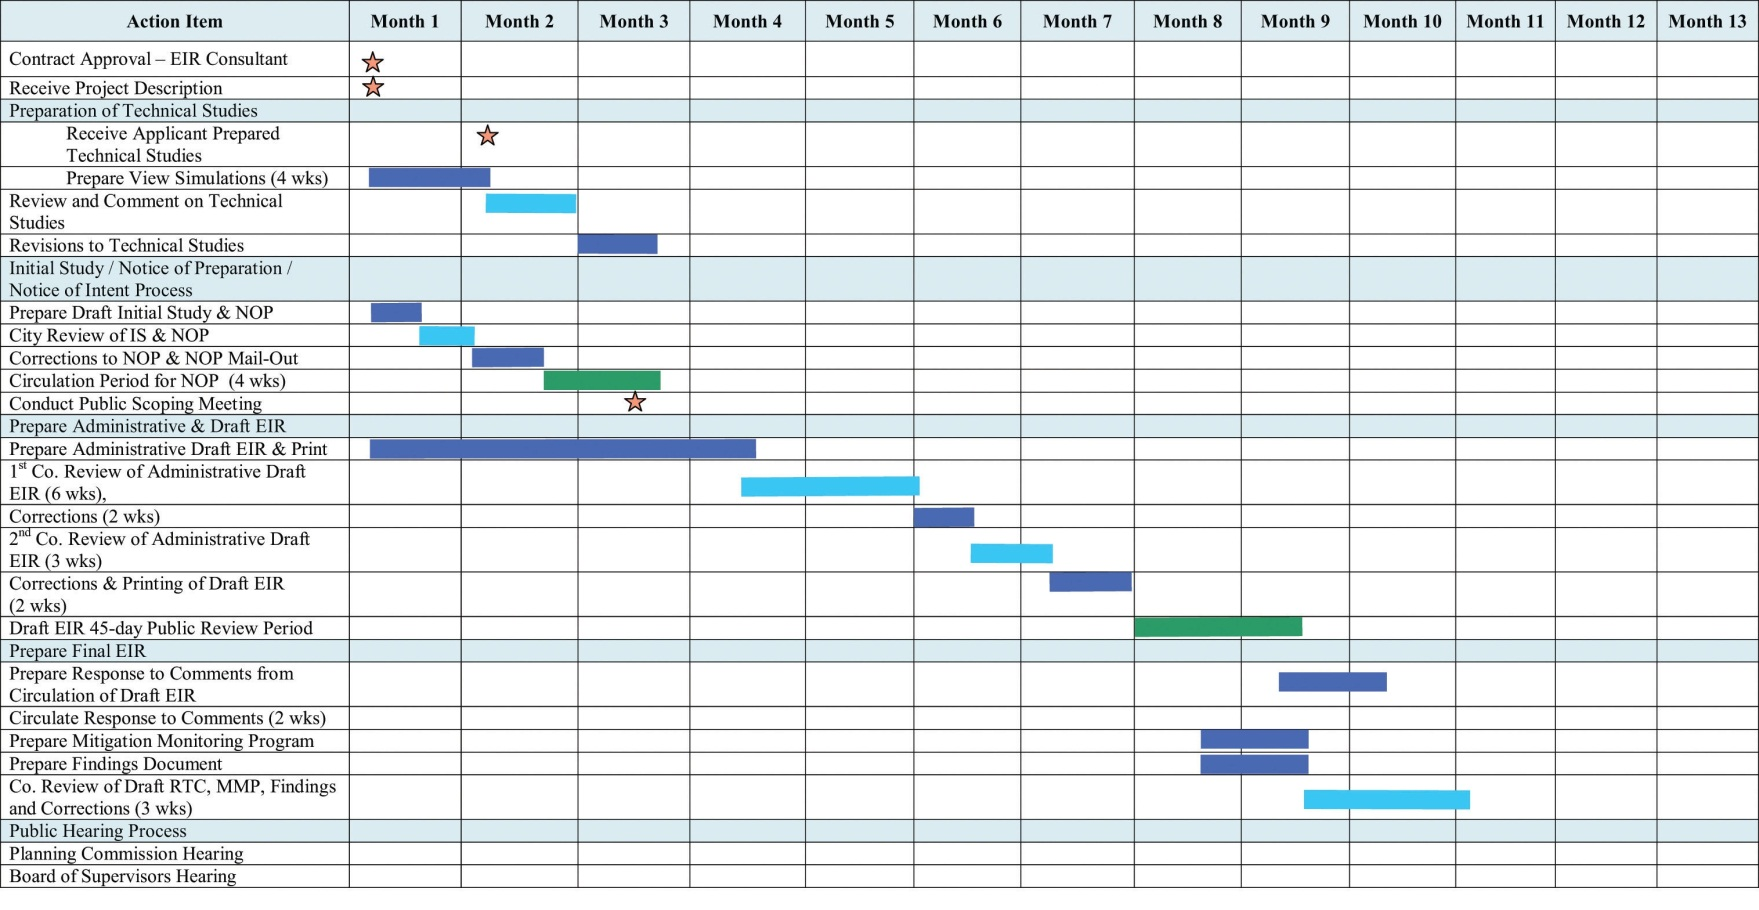 Action Item Month 1 Month 2 Month 3 Month 4 Month 5 Month 6 Month 7 Month 8 Month 9 Month 10 Month 11 Month 12 Month 13
Contract Approval – EIR Consultant
Receive Project Description
Preparation of Technical Studies
Receive Applicant Prepared
Technical Studies
Prepare View Simulations (4 wks)
Review and Comment on Technical
Studies
Revisions to Technical Studies
Initial Study / Notice of Preparation /
Notice of Intent Process
Prepare Draft Initial Study & NOP
City Review of IS & NOP
Corrections to NOP & NOP Mail-Out
Circulation Period for NOP (4 wks)
Conduct Public Scoping Meeting
Prepare Administrative & Draft EIR
Prepare Administrative Draft EIR & Print
1st Co. Review of Administrative Draft
EIR (6 wks),
Corrections (2 wks)
2nd Co. Review of Administrative Draft
EIR (3 wks)
Corrections & Printing of Draft EIR
(2 wks)
Draft EIR 45-day Public Review Period
Prepare Final EIR
Prepare Response to Comments from
Circulation of Draft EIR
Circulate Response to Comments (2 wks)
Prepare Mitigation Monitoring Program
Prepare Findings Document
Co. Review of Draft RTC, MMP, Findings
and Corrections (3 wks)
Public Hearing Process
Planning Commission Hearing
Board of Supervisors Hearing